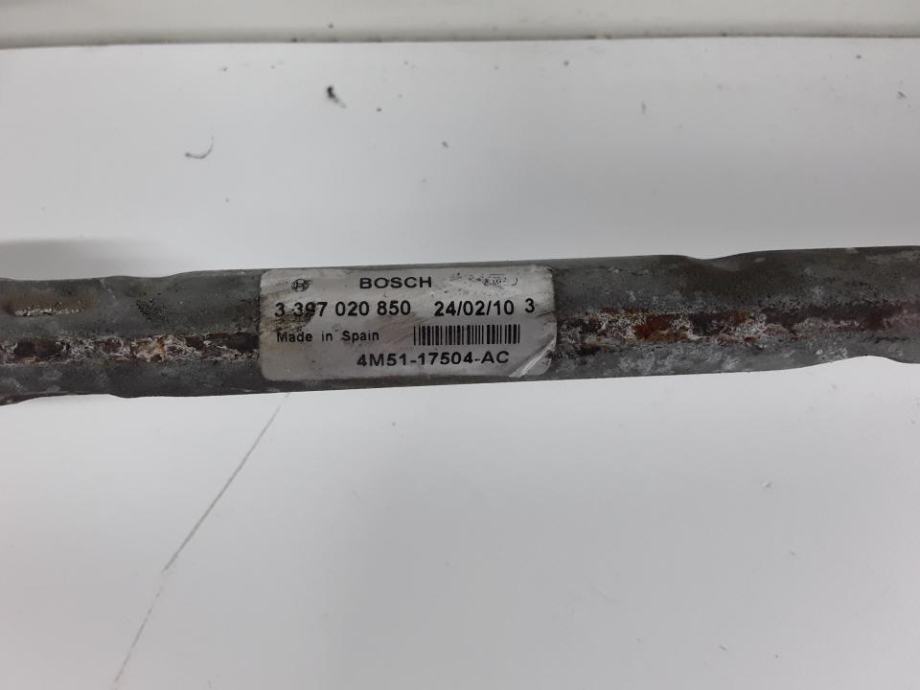 BOSCH
3 397 020 850 24/02/10 3
Made in Spain
4M51-17504-AC